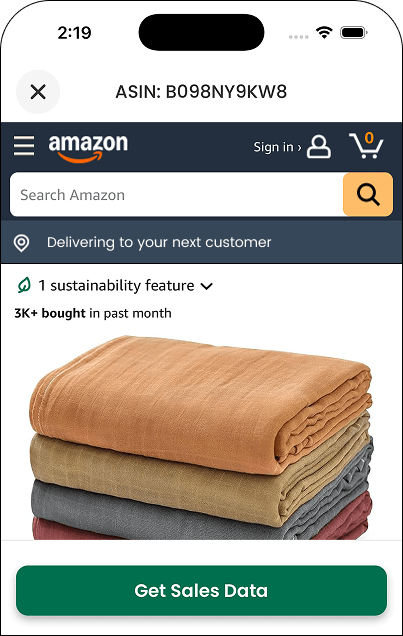 2:19
ASIN: B098NY9KW8
amazon
Sign in ›
0
Search Amazon
Delivering to your next customer
1 sustainability feature
3K+ bought in past month
Get Sales Data